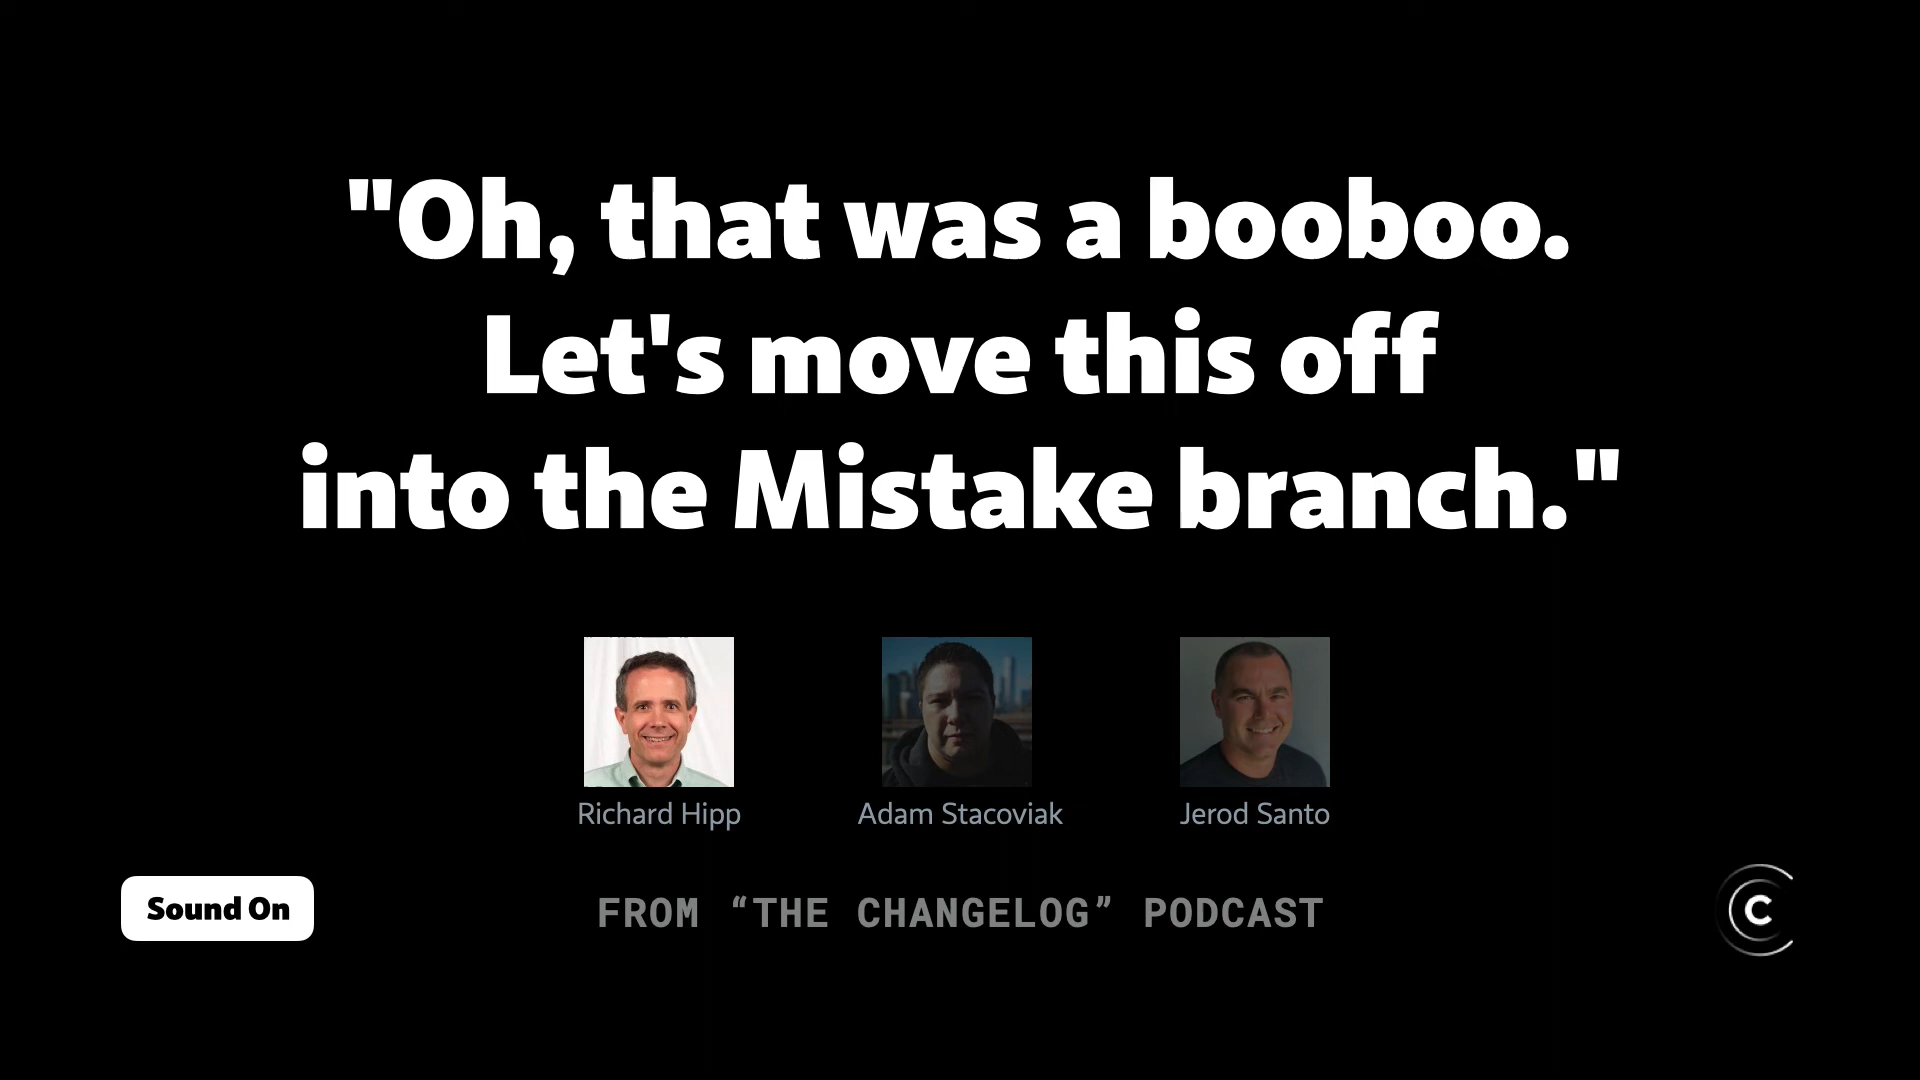 "Oh, that was a booboo.
Let's move this off
into the Mistake branch."
Richard Hipp
Adam Stacoviak
Jerod Santo
Sound On
FROM “THE CHANGELOG” PODCAST
C